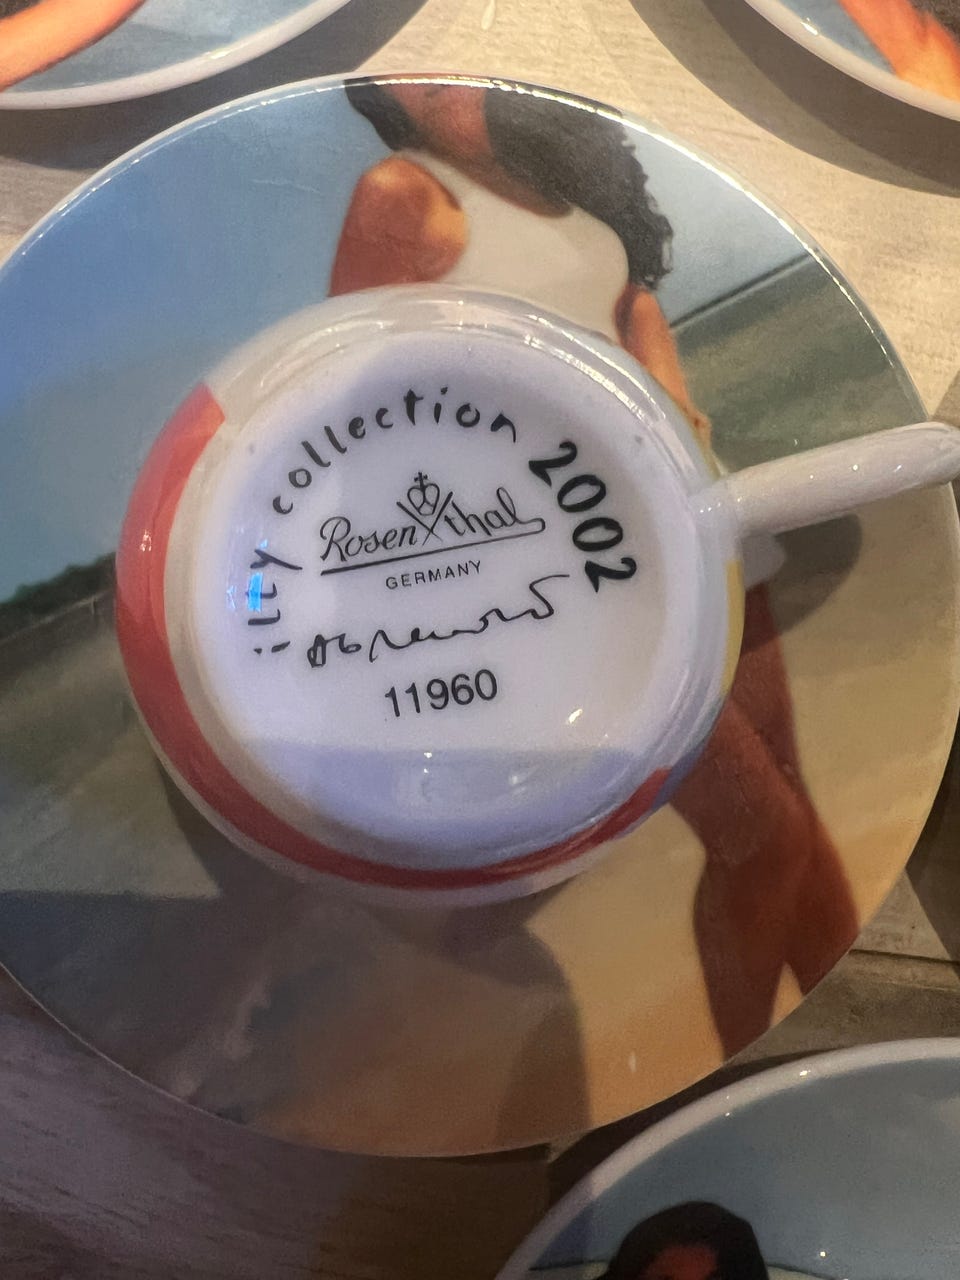 illy collection 2002
Rosenthal
GERMANY
11960